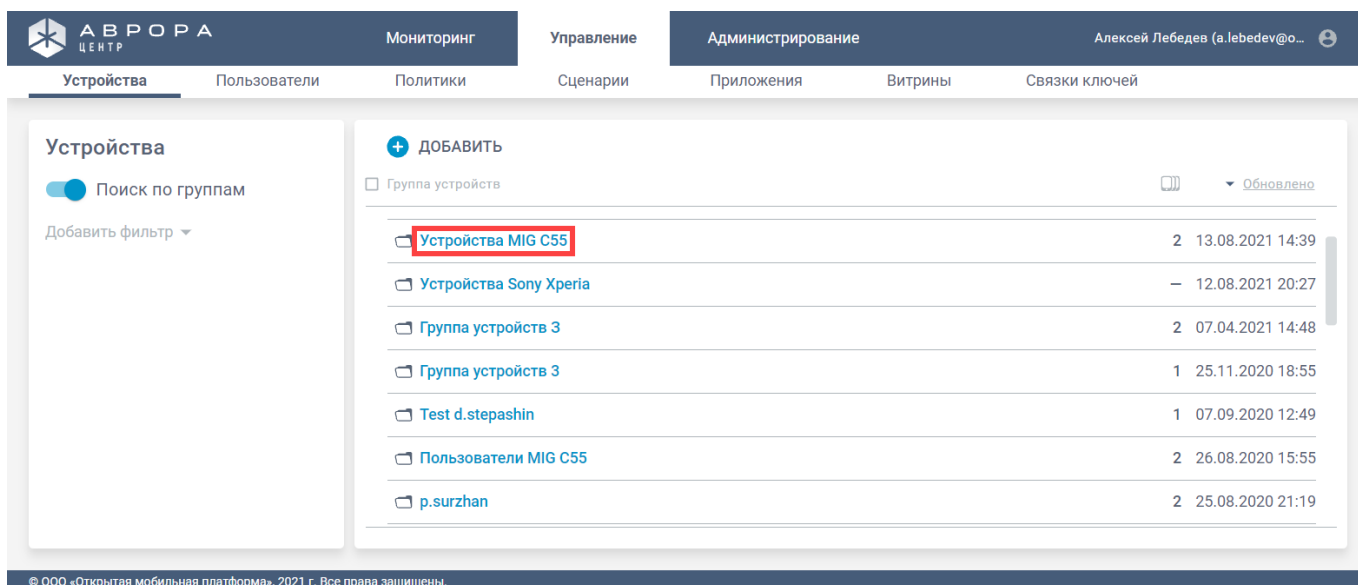 АВРОРА
ЦЕНТР
Мониторинг Управление Администрирование Алексей Лебедев (a.lebedev@o...
Устройства Пользователи Политики Сценарии Приложения Витрины Связки ключей
Устройства
Поиск по группам
Добавить фильтр
ДОБАВИТЬ
Группа устройств Обновлено
Устройства MIG C55 2 13.08.2021 14:39
Устройства Sony Xperia – 12.08.2021 20:27
Группа устройств 3 2 07.04.2021 14:48
Группа устройств 3 1 25.11.2020 18:55
Test d.stepashin 1 07.09.2020 12:49
Пользователи MIG C55 2 26.08.2020 15:55
p.surzhan 2 25.08.2020 21:19
© ООО «Открытая мобильная платформа», 2021 г. Все права защищены.